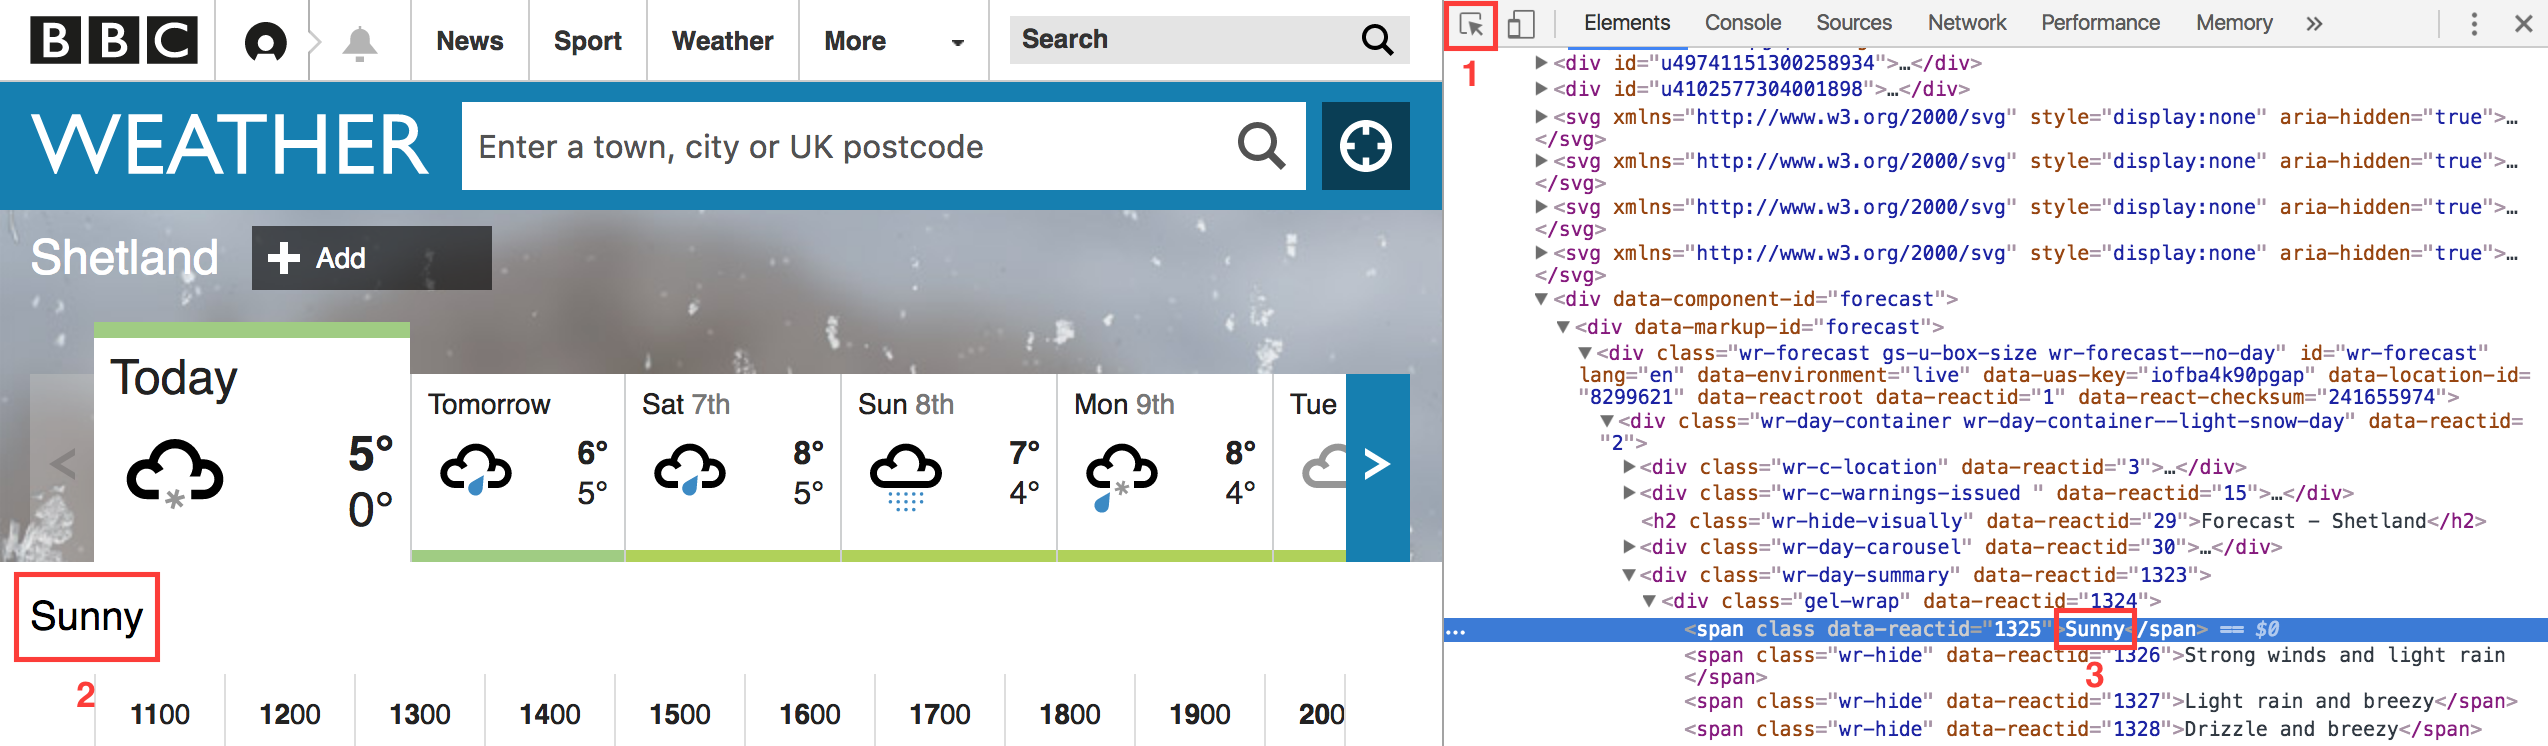 BBC
News
Sport
Weather
More
Search
WEATHER
Enter a town, city or UK postcode
Shetland
+ Add
Today
5°
0°
Tomorrow
6°
5°
Sat 7th
8°
5°
Sun 8th
7°
4°
Mon 9th
8°
4°
Tue
Sunny
2
1100 1200 1300 1400 1500 1600 1700 1800 1900 200
Elements Console Sources Network Performance Memory »
1
▶<div id="u49741151300258934">…</div>
▶<div id="u4102577304001898">…</div>
▶<svg xmlns="http://www.w3.org/2000/svg" style="display:none" aria-hidden="true">…
</svg>
▶<svg xmlns="http://www.w3.org/2000/svg" style="display:none" aria-hidden="true">…
</svg>
▶<svg xmlns="http://www.w3.org/2000/svg" style="display:none" aria-hidden="true">…
</svg>
▶<svg xmlns="http://www.w3.org/2000/svg" style="display:none" aria-hidden="true">…
</svg>
▼<div data-component-id="forecast">
▼<div data-markup-id="forecast">
▼<div class="wr-forecast gs-u-box-size wr-forecast--no-day" id="wr-forecast"
lang="en" data-environment="live" data-uas-key="iofba4k90pgap" data-location-id=
"8299621" data-reactroot data-reactid="1" data-react-checksum="241655974">
▼<div class="wr-day-container wr-day-container--light-snow-day" data-reactid=
"2">
▶<div class="wr-c-location" data-reactid="3">…</div>
▶<div class="wr-c-warnings-issued " data-reactid="15">…</div>
<h2 class="wr-hide-visually" data-reactid="29">Forecast - Shetland</h2>
▶<div class="wr-day-carousel" data-reactid="30">…</div>
▼<div class="wr-day-summary" data-reactid="1323">
▼<div class="gel-wrap" data-reactid="1324">
… <span class data-reactid="1325">Sunny</span> == $0
<span class="wr-hide" data-reactid="1326">Strong winds and light rain
</span>
3
<span class="wr-hide" data-reactid="1327">Light rain and breezy</span>
<span class="wr-hide" data-reactid="1328">Drizzle and breezy</span>